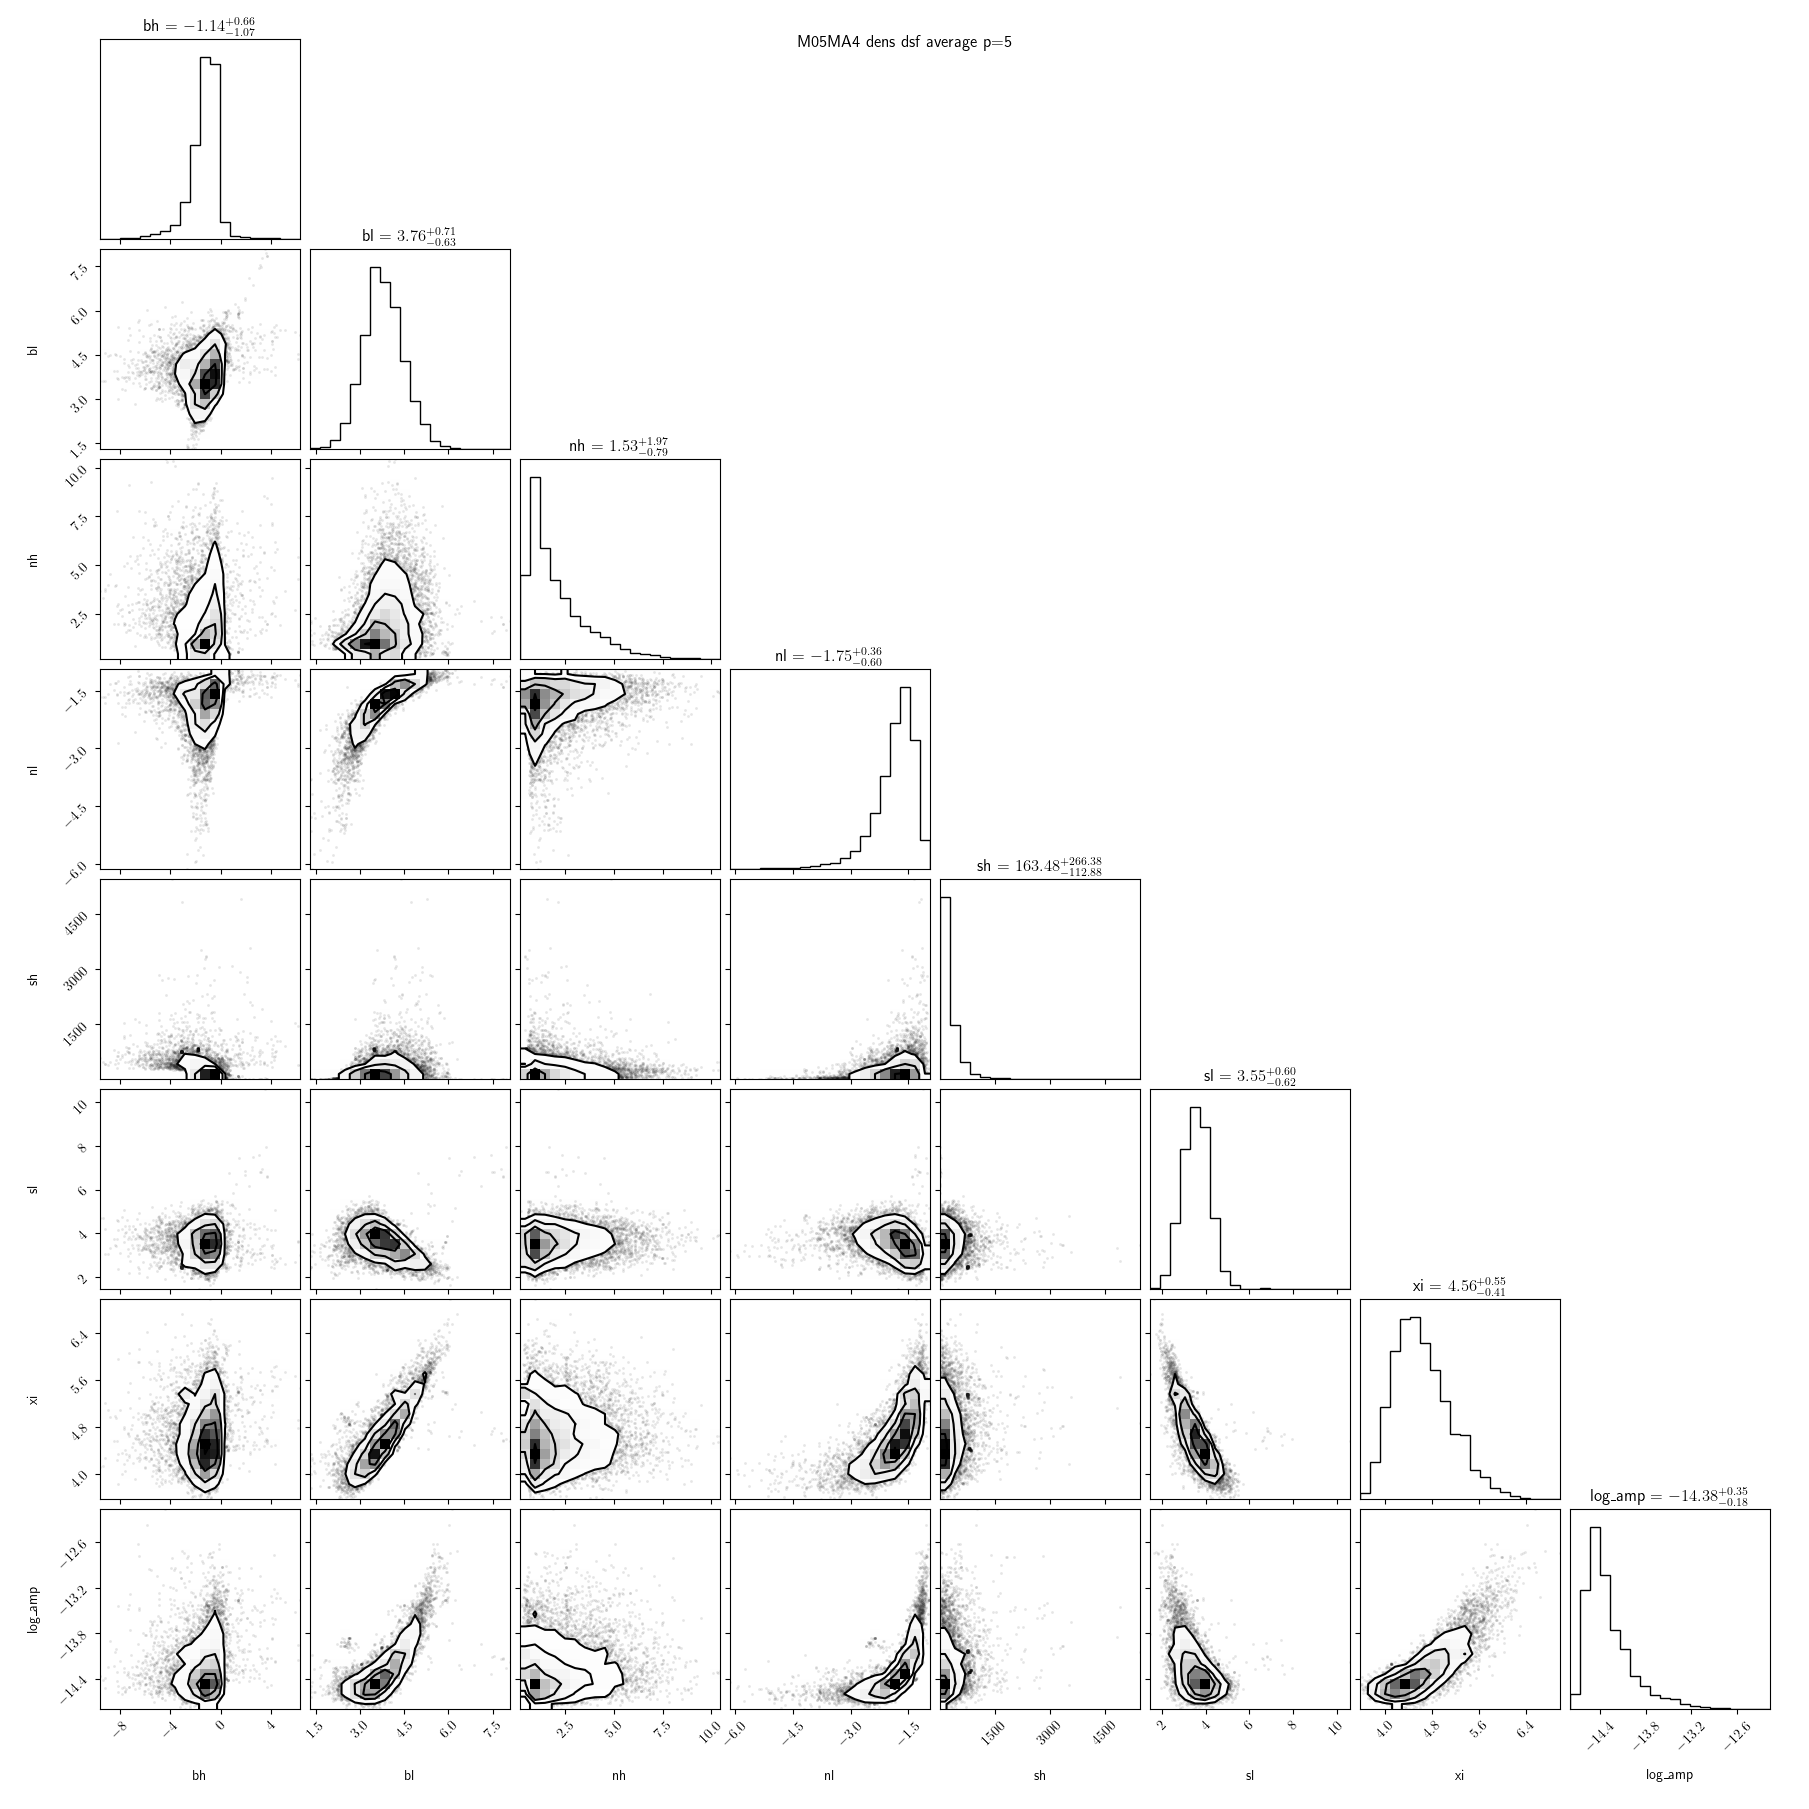 bh = −1.14^{+0.66}_{−1.07}
M05MA4 dens dsf average p=5
bl = 3.76^{+0.71}_{−0.63}
bl
7.5
6.0
4.5
3.0
1.5
nh = 1.53^{+1.97}_{−0.79}
nh
10.0
7.5
5.0
2.5
nl = −1.75^{+0.36}_{−0.60}
nl
−1.5
−3.0
−4.5
−6.0
sh = 163.48^{+266.38}_{−112.88}
sh
4500
3000
1500
sl = 3.55^{+0.60}_{−0.62}
sl
10
8
6
4
2
xi = 4.56^{+0.55}_{−0.41}
xi
6.4
5.6
4.8
4.0
log_amp = −14.38^{+0.35}_{−0.18}
log_amp
−12.6
−13.2
−13.8
−14.4
−8 −4 0 4 1.5 3.0 4.5 6.0 7.5 2.5 5.0 7.5 10.0 −6.0 −4.5 −3.0 −1.5 1500 3000 4500 2 4 6 8 10 4.0 4.8 5.6 6.4 −14.4 −13.8 −13.2 −12.6
bh bl nh nl sh sl xi log_amp